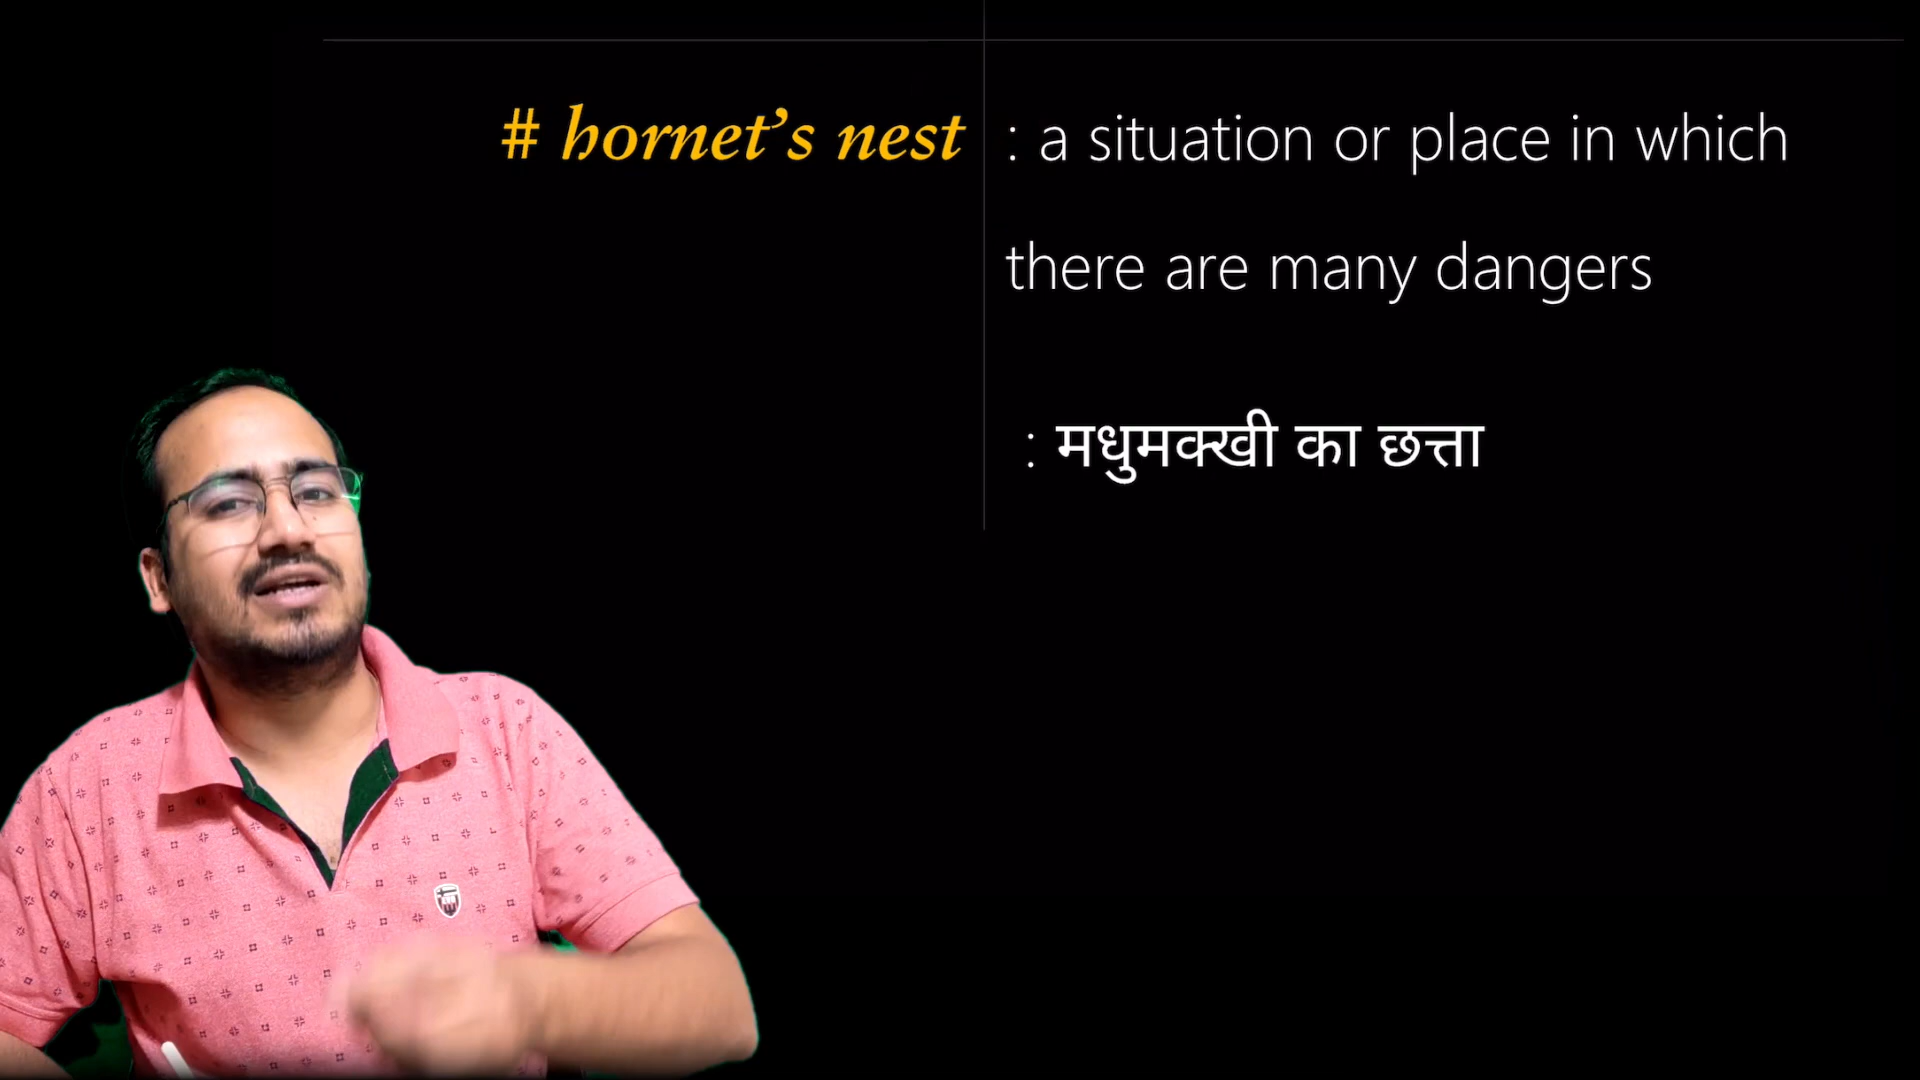 # hornet's nest : a situation or place in which
there are many dangers
: मधुमक्खी का छत्ता